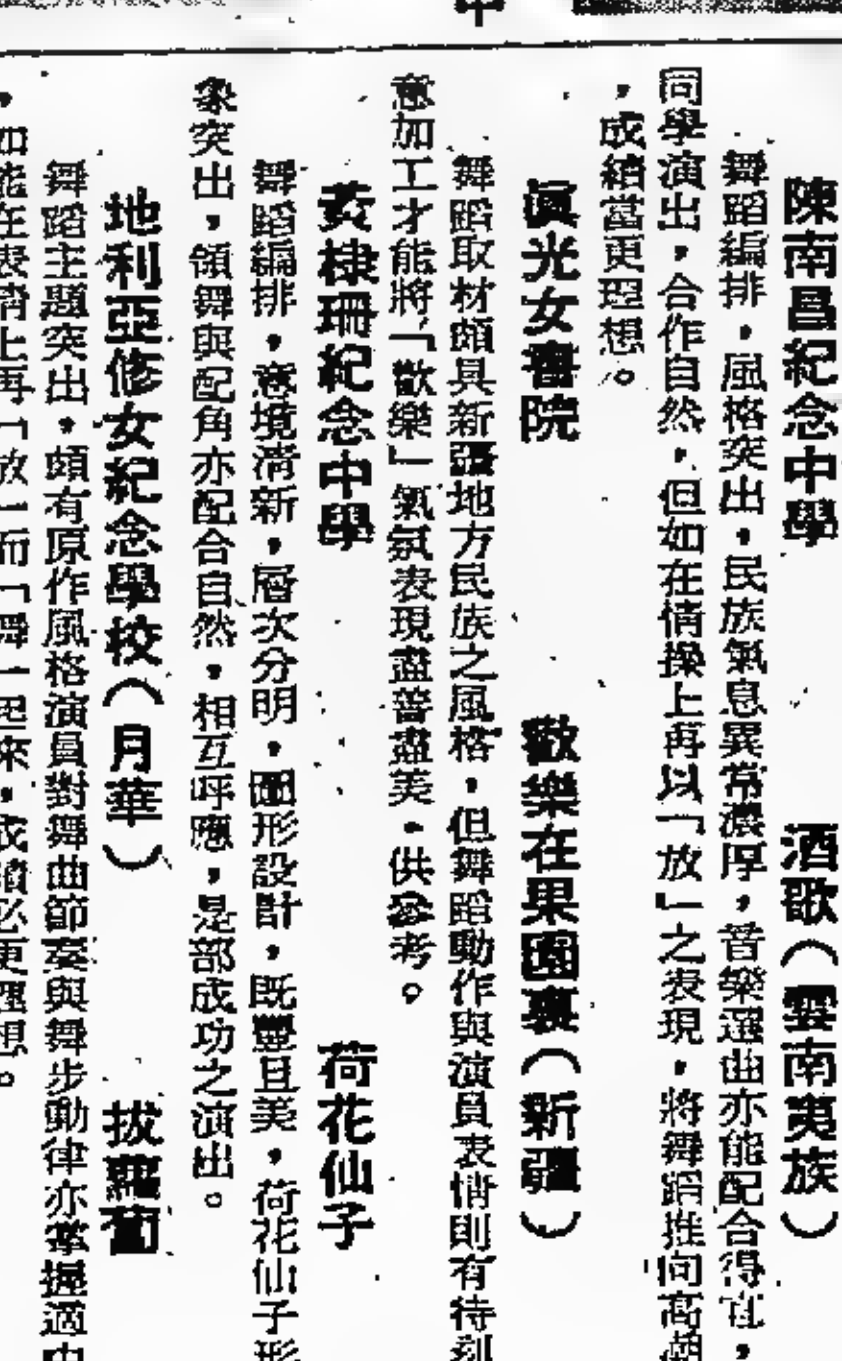 陳南昌紀念中學　酒歌（雲南夷族）
舞蹈編排，風格突出，民族氣息異常濃厚，音樂選曲亦能配合得宜，
同學演出，合作自然，但如在情操上再以「放」之表現，將舞蹈推向高潮
，成績當更理想。
真光女書院　歡樂在果園裏（新疆）
舞蹈取材頗具新疆地方民族之風格，但舞蹈動作與演員表情則有待刻
意加工才能將「歡樂」氣氛表現盡善盡美，供參考。
黃棣珊紀念中學　荷花仙子
舞蹈編排，意境清新，層次分明，圖形設計，既豐且美，荷花仙子形
象突出，領舞與配角亦配合自然，相互呼應，是部成功之演出。
地利亞修女紀念學校（月華）　拔蘿蔔
舞蹈主題突出，頗有原作風格演員對舞曲節奏與舞步動律亦掌握適中
，如能在表情上再「放」而「舞」起來，成績必更理想。